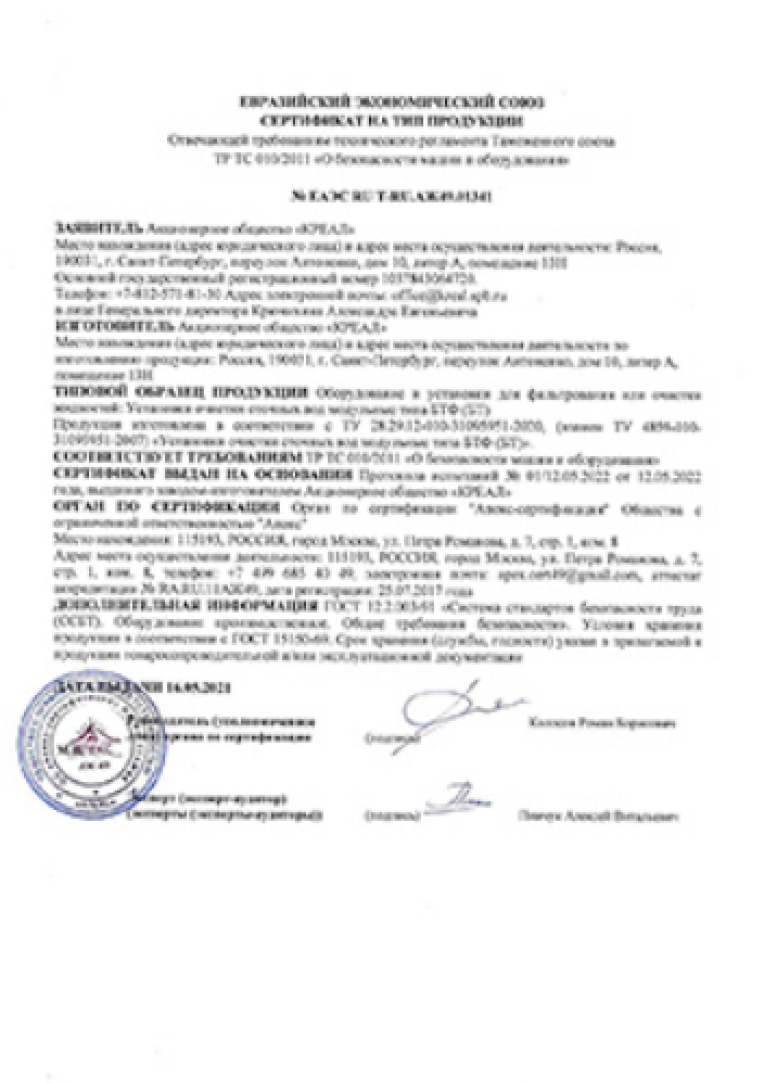 ЕВРАЗИЙСКИЙ ЭКОНОМИЧЕСКИЙ СОЮЗ
СЕРТИФИКАТ НА ТИП ПРОДУКЦИИ
Отвечающей требованиям технического регламента Таможенного союза
ТР ТС 010/2011 «О безопасности машин и оборудования»
№ ЕАЭС RU T-RU.АЖ49.01341
ЗАЯВИТЕЛЬ Акционерное общество «КРЕАЛ»
Место нахождения (адрес юридического лица) и адрес места осуществления деятельности: Россия,
190031, г. Санкт-Петербург, переулок Антоненко, дом 10, литер А, помещение 13Н
Основной государственный регистрационный номер 1037843064720.
Телефон: +7-812-571-81-30 Адрес электронной почты: office@kreal.spb.ru
в лице Генерального директора Александра Евгеньевича
ИЗГОТОВИТЕЛЬ Акционерное общество «КРЕАЛ»
Место нахождения (адрес юридического лица) и адрес места осуществления деятельности по
изготовлению продукции: Россия, 190031, г. Санкт-Петербург, переулок Антоненко, дом 10, литер А,
помещение 13Н
ТИПОВОЙ ОБРАЗЕЦ ПРОДУКЦИИ Оборудование и установки для фильтрования или очистки
жидкостей: Установки очистки сточных вод модульные типа БТФ (БТ)
Продукция изготовлена в соответствии с ТУ 28.29.12-010-31095951-2020, (взамен ТУ 4859-010-
31095951-2007) «Установки очистки сточных вод модульные типа БТФ (БТ)».
СООТВЕТСТВУЕТ ТРЕБОВАНИЯМ ТР ТС 010/2011 «О безопасности машин и оборудования»
СЕРТИФИКАТ ВЫДАН НА ОСНОВАНИИ Протокола испытаний № 01/12.05.2022 от 12.05.2022
года, выданного заводом-изготовителем Акционерное общество «КРЕАЛ»
ОРГАН ПО СЕРТИФИКАЦИИ Орган по сертификации "Апекс-сертификация" Общества с
ограниченной ответственностью "Апекс"
Место нахождения: 115193, РОССИЯ, город Москва, ул. Петра Романова, д. 7, стр. 1, ком. 8
Адрес места осуществления деятельности: 115193, РОССИЯ, город Москва, ул. Петра Романова, д. 7,
стр. 1, ком. 8, телефон: +7 499 685 40 49, электронная почта: apex.cert49@gmail.com, аттестат
аккредитации № RA.RU.11АЖ49, дата регистрации: 25.07.2017 года
ДОПОЛНИТЕЛЬНАЯ ИНФОРМАЦИЯ ГОСТ 12.2.003-91 «Система стандартов безопасности труда
(ССБТ). Оборудование производственное. Общие требования безопасности». Условия хранения
продукции в соответствии с ГОСТ 15150-69. Срок хранения (службы, годности) указан в прилагаемой к
продукции товаросопроводительной и/или эксплуатационной документации
ДАТА ВЫДАЧИ 16.05.2021
Руководитель (уполномоченное
органа по сертификации
(подпись)
Роман Борисович
АЖ 49
Эксперт (эксперт-аудитор)
(эксперты (эксперты-аудиторы))
(подпись)
Пинчук Алексей Витальевич